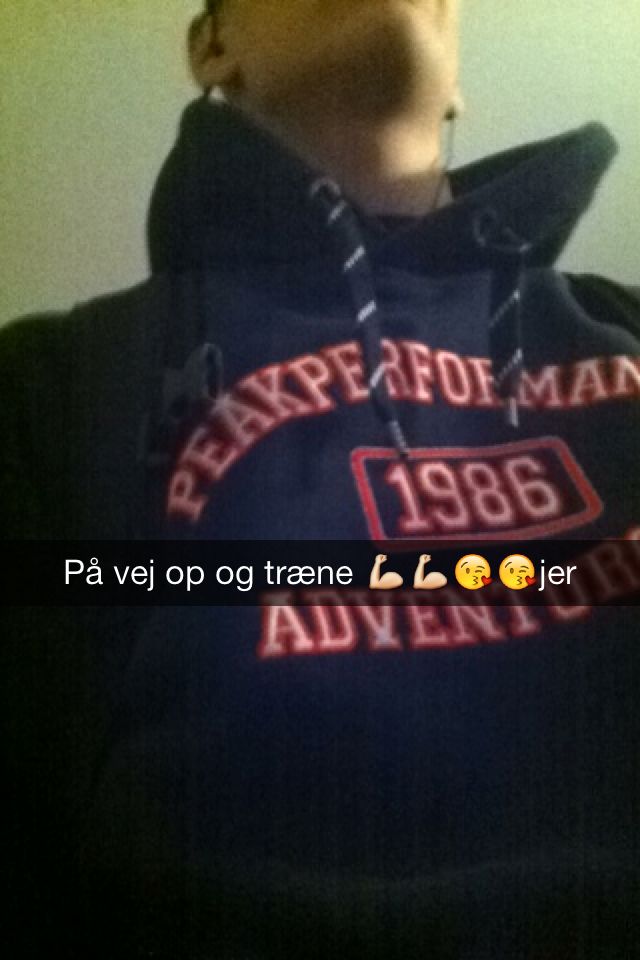 PEAKPERFORMAN
1986
På vej op og træne 💪💪😘😘jer
ADVENTUR